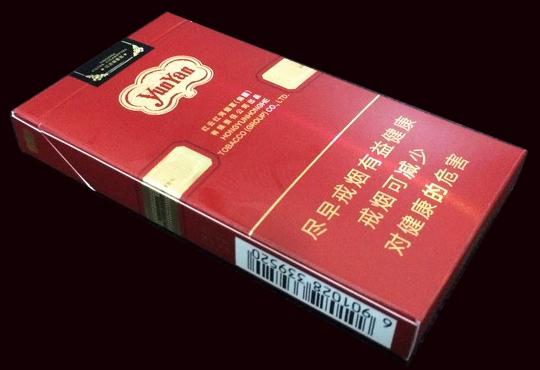 YunYan
红云红河烟草(集团)
有限责任公司出品
HONGYUNHONGHE
TOBACCO (GROUP) CO., LTD.
尽早戒烟有益健康
戒烟可减少
对健康的危害
6 901028 339520